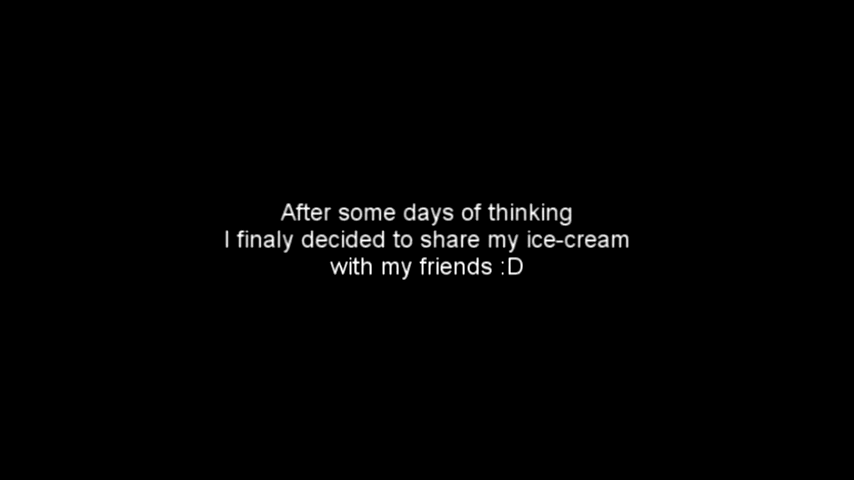 After some days of thinking
I finaly decided to share my ice-cream
with my friends :D